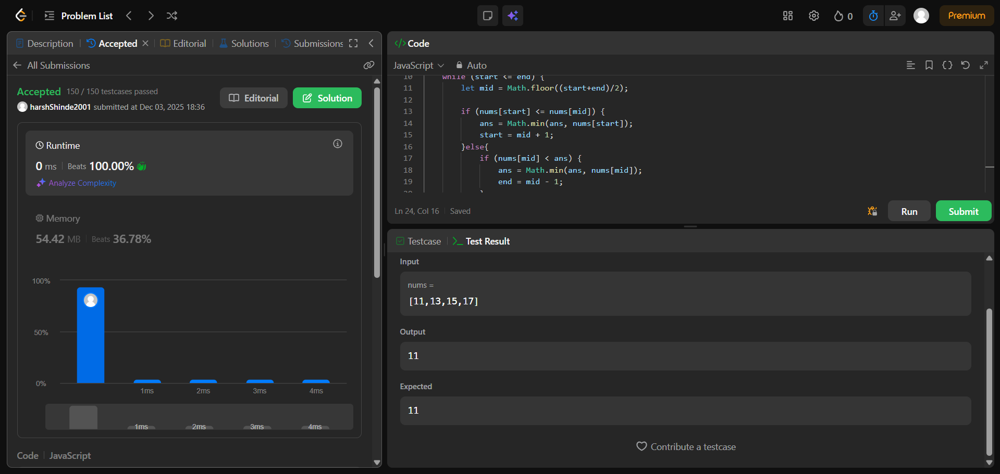 Problem List
0
Premium
Description
Accepted
Editorial
Solutions
Submissions
All Submissions
Accepted 150 / 150 testcases passed
harshShinde2001 submitted at Dec 03, 2025 18:36
Editorial
Solution
Runtime
0 ms Beats 100.00%
Analyze Complexity
Memory
54.42 MB Beats 36.78%
100%
50%
0%
1ms 2ms 3ms 4ms
1ms 2ms 3ms 4ms
Code JavaScript
</> Code
JavaScript Auto
10 while (start <= end) {
11 let mid = Math.floor((start+end)/2);
12
13 if (nums[start] <= nums[mid]) {
14 ans = Math.min(ans, nums[start]);
15 start = mid + 1;
16 }else{
17 if (nums[mid] < ans) {
18 ans = Math.min(ans, nums[mid]);
19 end = mid - 1;
20 }
Ln 24, Col 16 Saved
Run
Submit
Testcase
Test Result
Input
nums =
[11,13,15,17]
Output
11
Expected
11
Contribute a testcase